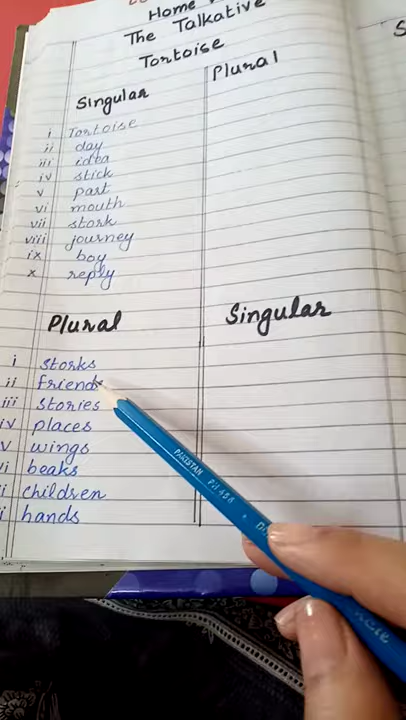 Home
The Talkative
Tortoise
Singular Plural
i Tortoise
ii day
iii idea
iv stick
v past
vi mouth
vii stork
viii journey
ix boy
x reply
Plural Singular
i storks
ii friends
iii stories
iv places
v wings
vi beaks
i children
i hands
PAKISTAN
S